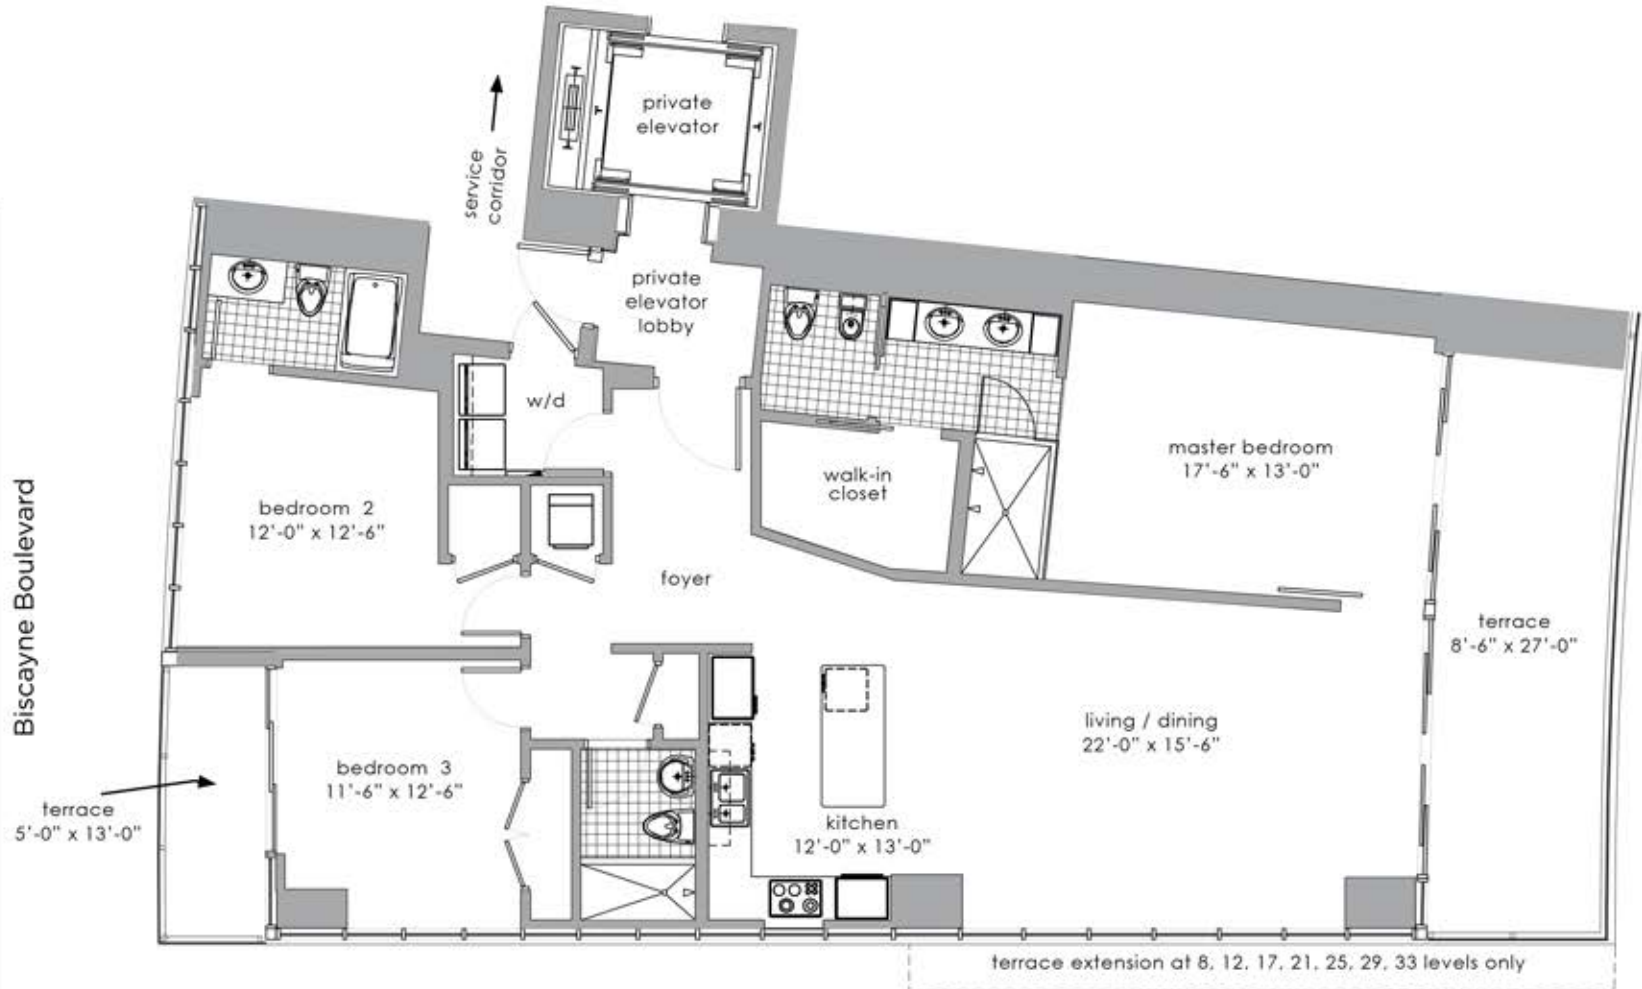 private
elevator
service
corridor
private
elevator
lobby
w/d
master bedroom
17'-6" x 13'-0"
walk-in
closet
bedroom 2
12'-0" x 12'-6"
Biscayne Boulevard
foyer
terrace
8'-6" x 27'-0"
living / dining
22'-0" x 15'-6"
bedroom 3
11'-6" x 12'-6"
terrace
5'-0" x 13'-0"
kitchen
12'-0" x 13'-0"
terrace extension at 8, 12, 17, 21, 25, 29, 33 levels only